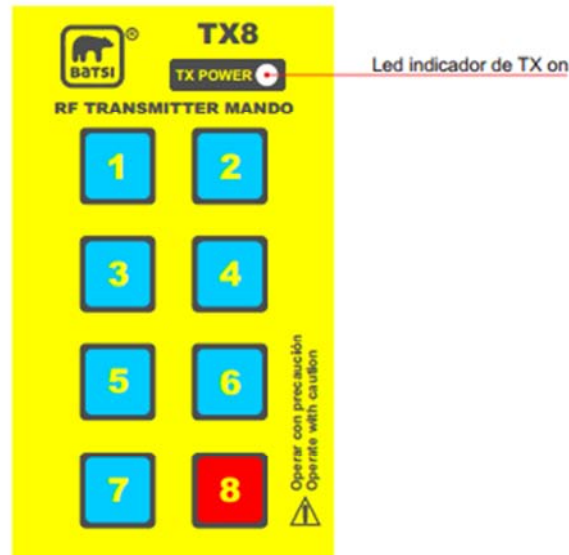 TX8
BATSI ®
TX POWER
Led indicador de TX on
RF TRANSMITTER MANDO
1 2
3 4
5 6
7 8
Operar con precaución
Operate with caution